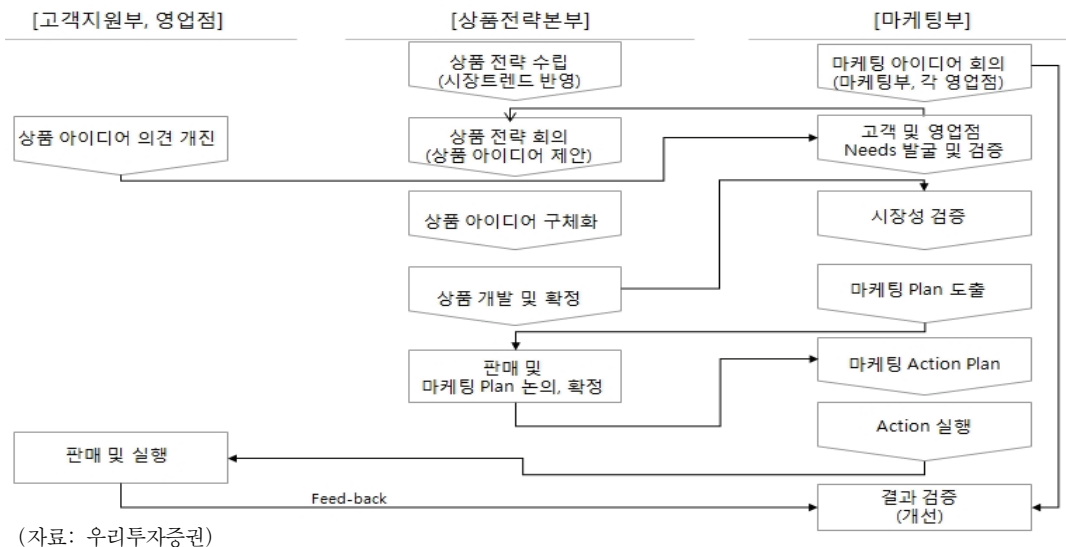 [고객지원부, 영업점]
[상품전략본부]
[마케팅부]
상품 전략 수립
(시장트렌드 반영)
마케팅 아이디어 회의
(마케팅부, 각 영업점)
상품 아이디어 의견 개진
상품 전략 회의
(상품 아이디어 제안)
고객 및 영업점
Needs 발굴 및 검증
상품 아이디어 구체화
시장성 검증
상품 개발 및 확정
마케팅 Plan 도출
판매 및
마케팅 Plan 논의, 확정
마케팅 Action Plan
Action 실행
판매 및 실행
Feed-back
결과 검증
(개선)
(자료: 우리투자증권)